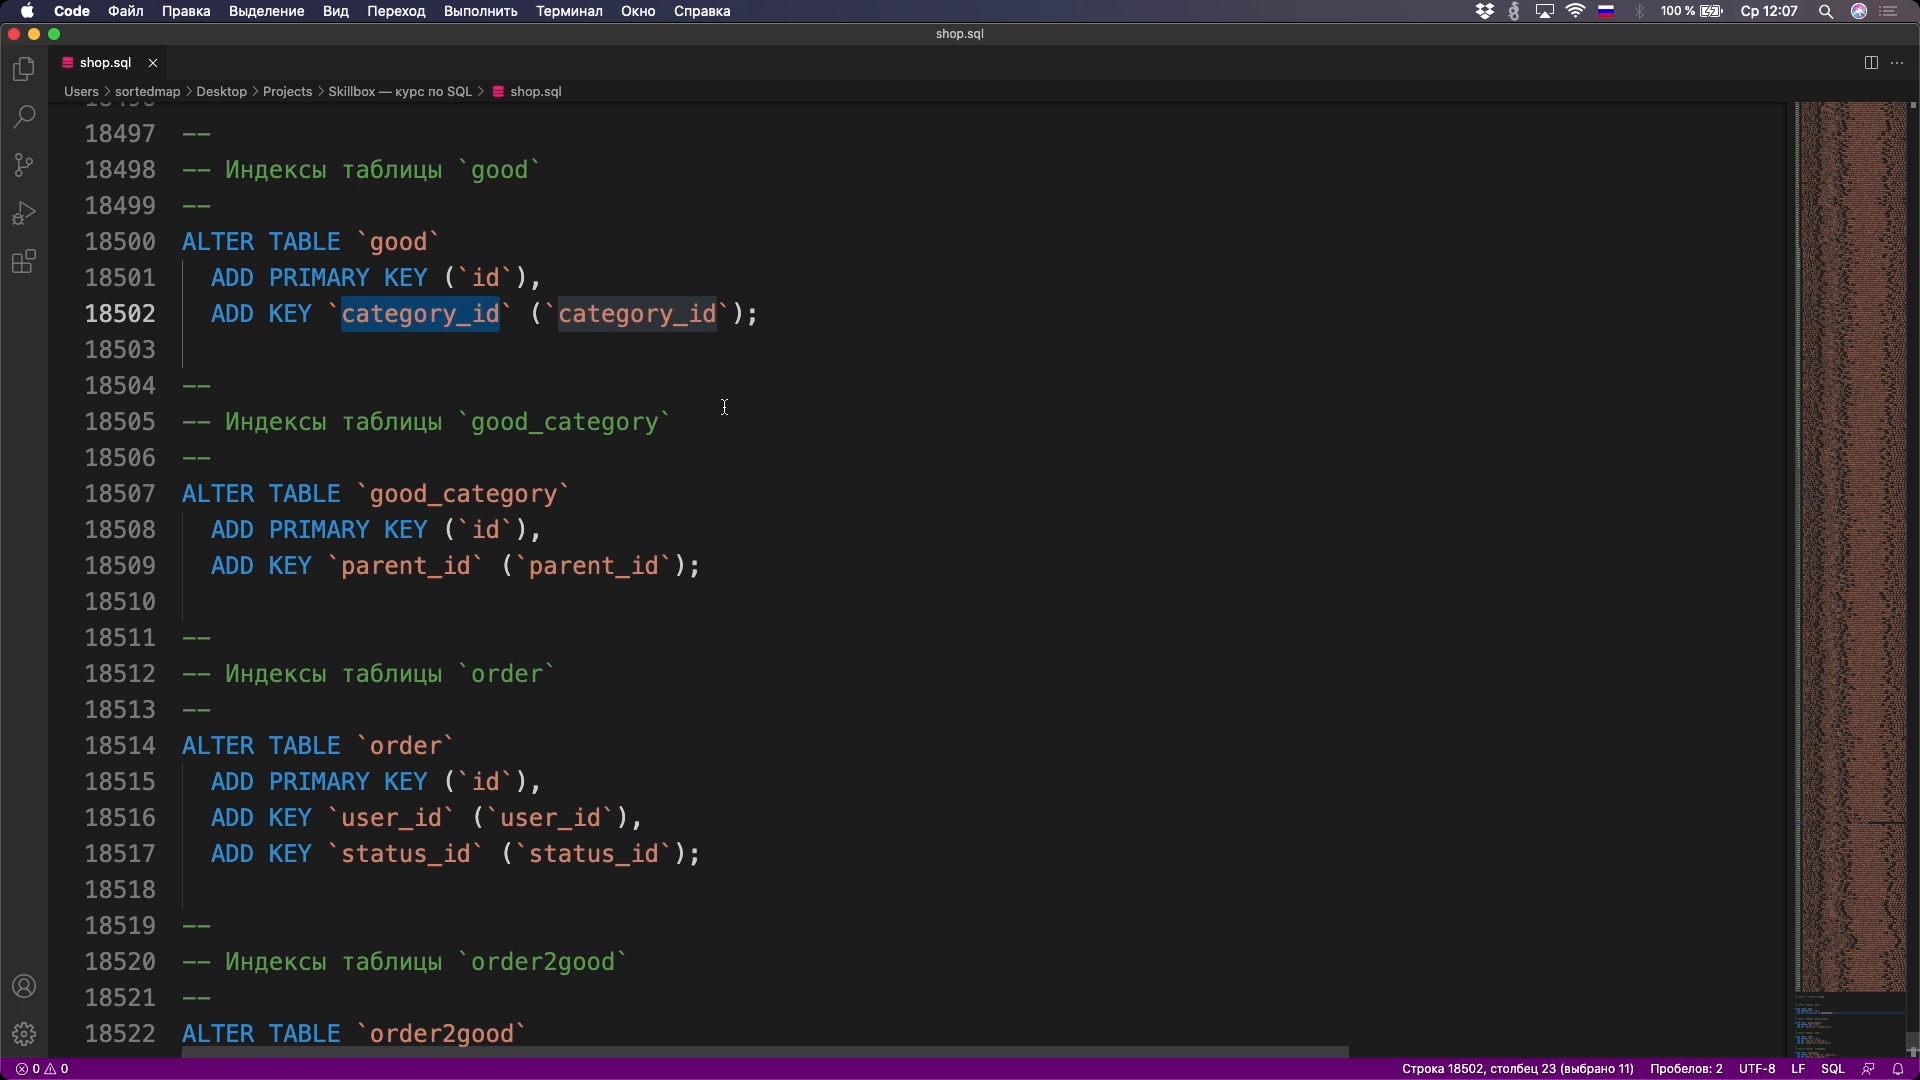 Code Файл Правка Выделение Вид Переход Выполнить Терминал Окно Справка 100 % Ср 12:07
shop.sql
shop.sql
Users > sortedmap > Desktop > Projects > Skillbox — курс по SQL > shop.sql
18497 --
18498 -- Индексы таблицы `good`
18499 --
18500 ALTER TABLE `good`
18501 ADD PRIMARY KEY (`id`),
18502 ADD KEY `category_id` (`category_id`);
18503
18504 --
18505 -- Индексы таблицы `good_category`
18506 --
18507 ALTER TABLE `good_category`
18508 ADD PRIMARY KEY (`id`),
18509 ADD KEY `parent_id` (`parent_id`);
18510
18511 --
18512 -- Индексы таблицы `order`
18513 --
18514 ALTER TABLE `order`
18515 ADD PRIMARY KEY (`id`),
18516 ADD KEY `user_id` (`user_id`),
18517 ADD KEY `status_id` (`status_id`);
18518
18519 --
18520 -- Индексы таблицы `order2good`
18521 --
18522 ALTER TABLE `order2good`
0 0 Строка 18502, столбец 23 (выбрано 11) Пробелов: 2 UTF-8 LF SQL